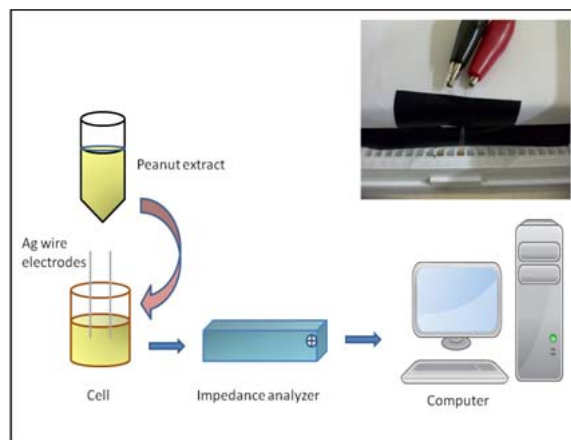 Peanut extract
Ag wire
electrodes
Cell
Impedance analyzer
Computer